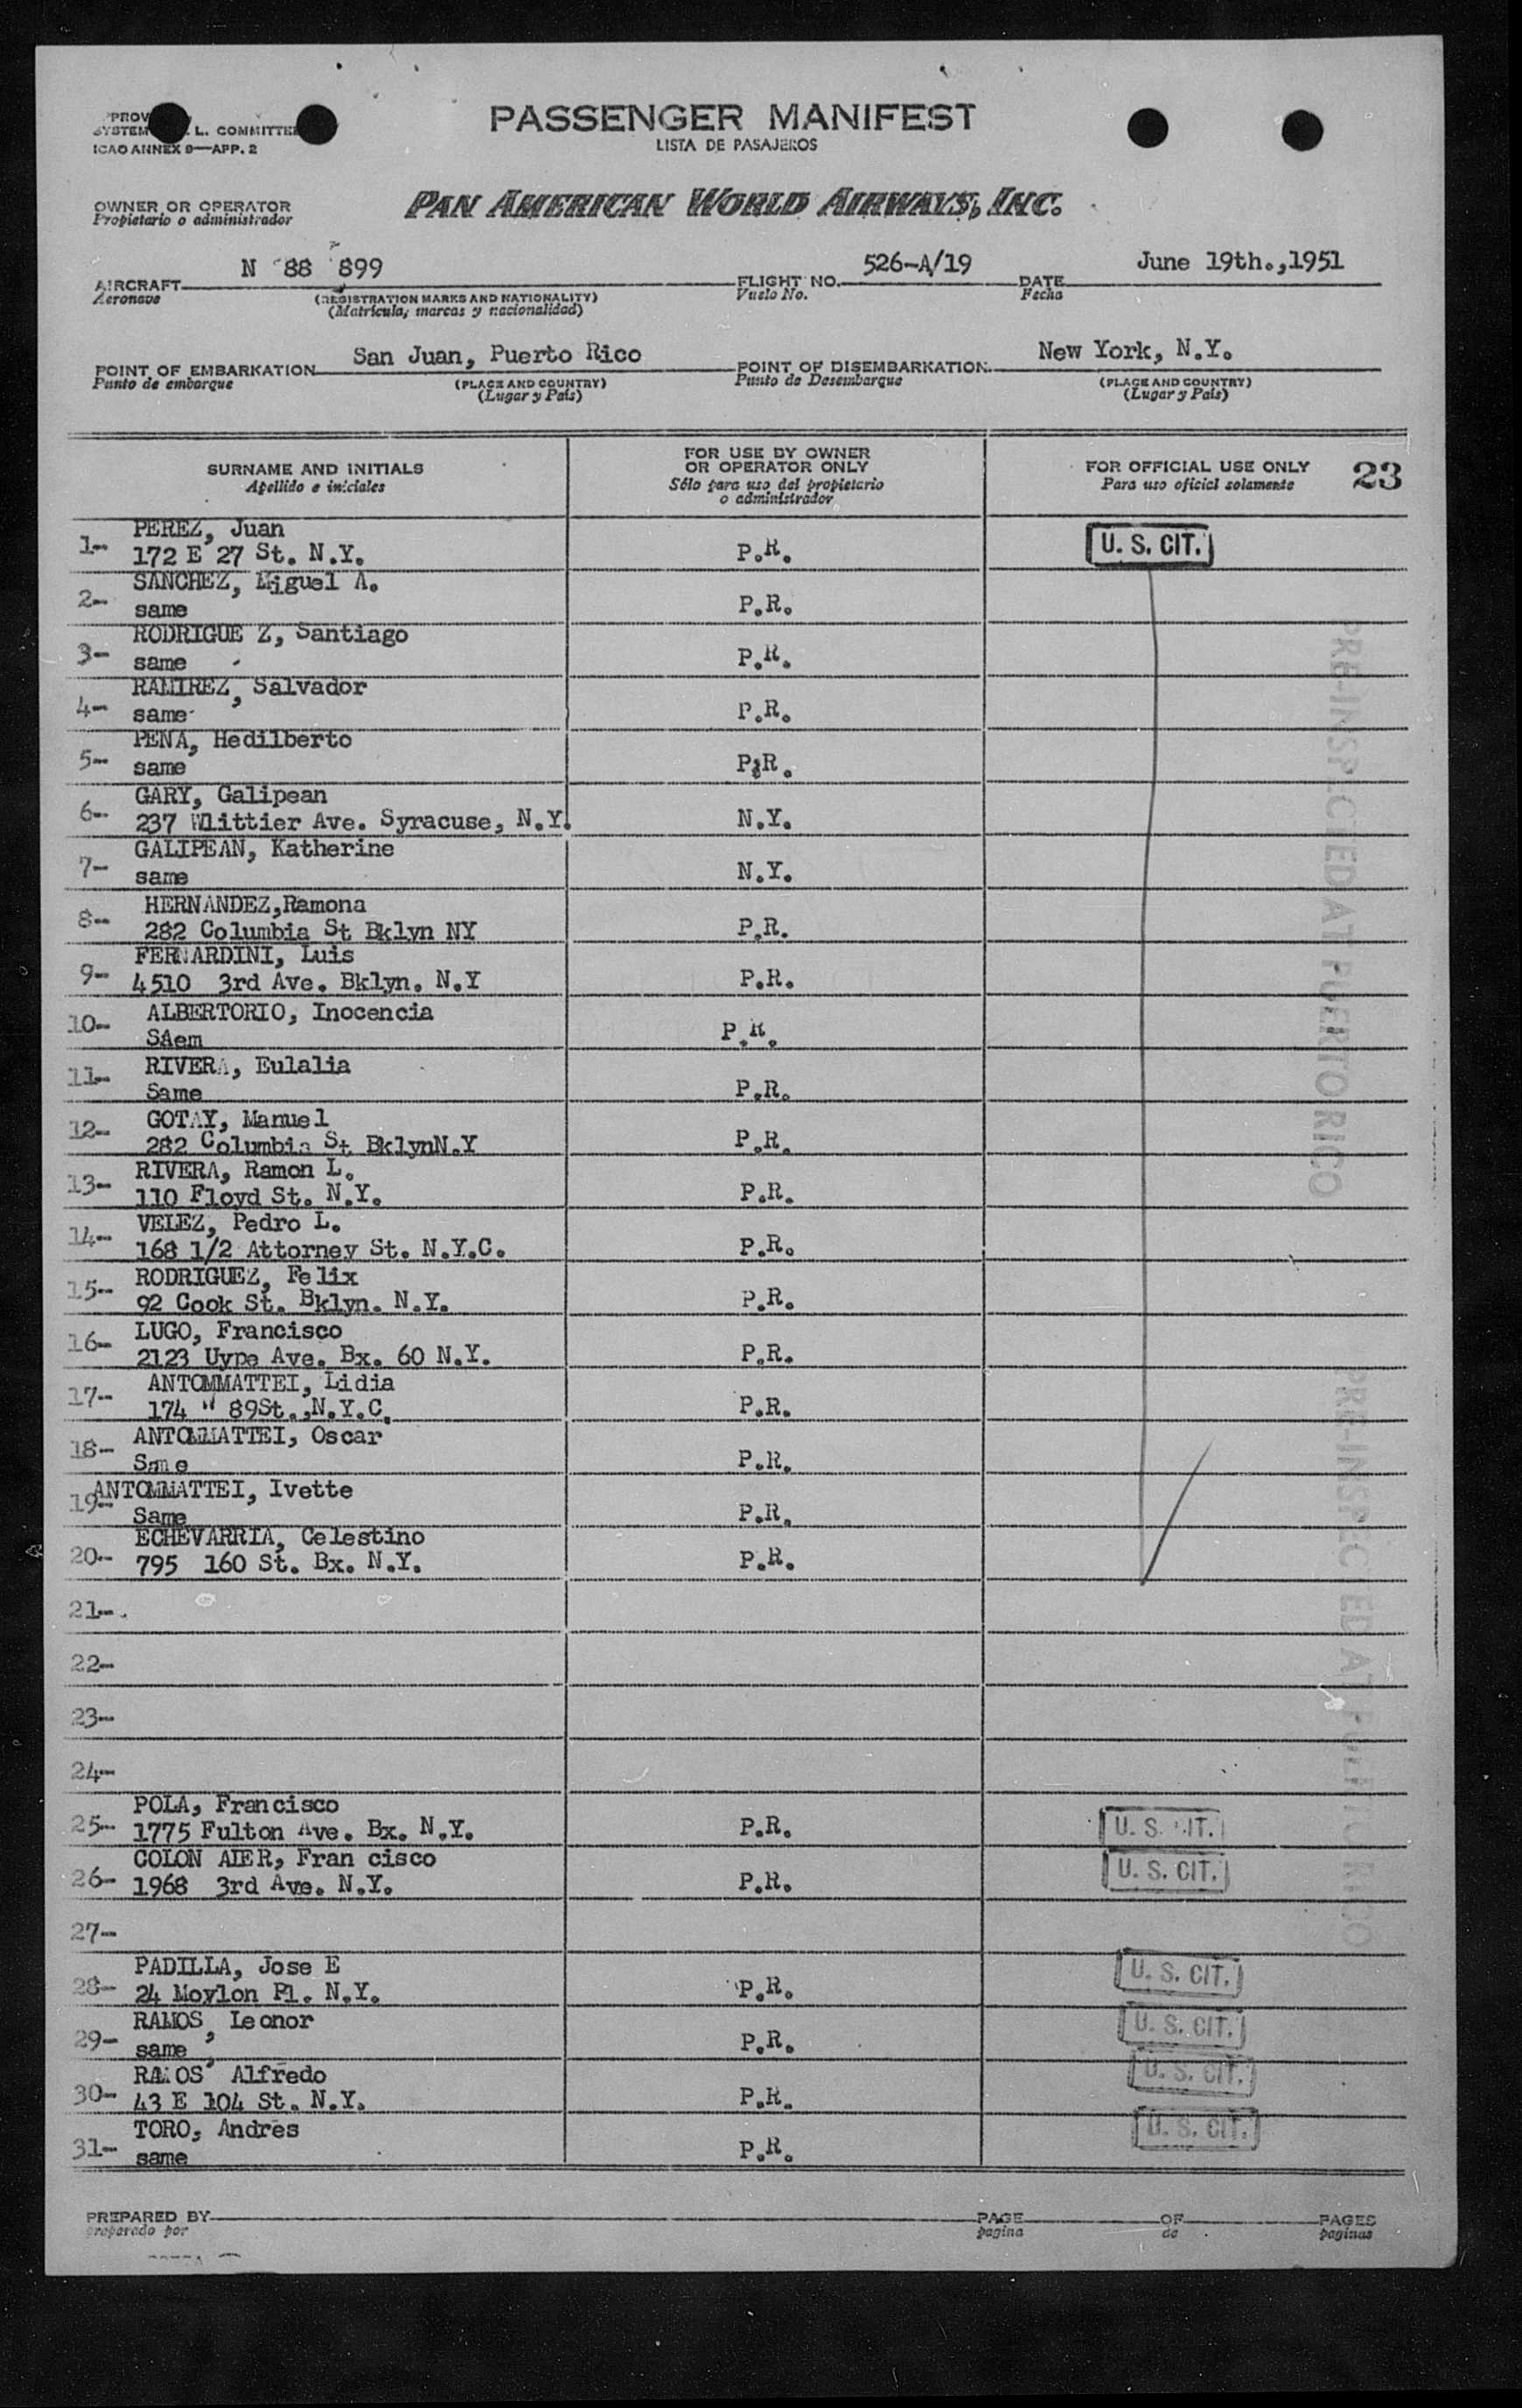 PASSENGER MANIFEST
LISTA DE PASAJEROS
L. COMMITTEE
ICAO ANNEX 9—APP. 2
OWNER OR OPERATOR
Propietario o administrador
PAN AMERICAN WORLD AIRWAYS, INC.
AIRCRAFT N 88 899 FLIGHT NO. 526-A/19 DATE June 19th.,1951
Aeronave (REGISTRATION MARKS AND NATIONALITY) Vuelo No. Fecha
(Matrícula, marcas y nacionalidad)
POINT OF EMBARKATION San Juan, Puerto Rico POINT OF DISEMBARKATION New York, N.Y.
Punto de embarque (PLACE AND COUNTRY) Punto de Desembarque (PLACE AND COUNTRY)
(Lugar y País) (Lugar y País)
SURNAME AND INITIALS
Apellido e iniciales
FOR USE BY OWNER
OR OPERATOR ONLY
Sólo para uso del propietario
o administrador
FOR OFFICIAL USE ONLY 23
Para uso oficial solamente
PEREZ, Juan
1-- 172 E 27 St. N.Y. P.R. U. S. CIT.
SANCHEZ, Miguel A.
2-- same P.R.
RODRIGUE Z, Santiago
3-- same P.R.
RAMIREZ, Salvador
4-- same P.R.
PENA, Hedilberto
5-- same P.R.
GARY, Galipean
6-- 237 Ave. Syracuse, N.Y. N.Y.
GALIPEAN, Katherine
7-- same N.Y.
HERNANDEZ,Ramona
8-- 282 Columbia St Bklyn NY P.R.
Luis
9-- 4510 3rd Ave. Bklyn. N.Y P.R.
ALBERTORIO, Inocencia
10-- SAem P.R.
RIVERA, Eulalia
11-- Same P.R.
GOTAY, Manuel
12-- 282 Columbia St BklynN.Y P.R.
RIVERA, Ramon L.
13-- 110 Floyd St. N.Y. P.R.
VELEZ, Pedro L.
14-- 168 1/2 Attorney St. N.Y.C. P.R.
RODRIGUEZ, Felix
15-- 92 Cook St. Bklyn. N.Y. P.R.
LUGO, Francisco
16-- 2123 Ave. Bx. 60 N.Y. P.R.
ANTOMMATTEI, Lidia
17-- 174 89St.,N.Y.C. P.R.
ANTOMMATTEI, Oscar
18-- Same P.R.
ANTOMMATTEI, Ivette
19-- Same P.R.
ECHEVARRIA, Celestino
20-- 795 160 St. Bx. N.Y. P.R.
21--
22--
23--
24--
POLA, Francisco
25-- 1775 Fulton Ave. Bx. N.Y. P.R. U. S. CIT.
COLON AIER, Fran cisco
26-- 1968 3rd Ave. N.Y. P.R. U. S. CIT.
27--
PADILLA, Jose E
28-- 24 Moylon Pl. N.Y. P.R. U. S. CIT.
RAMOS, Leonor
29-- same P.R. U. S. CIT.
RAMOS, Alfredo
30-- 43 E 104 St. N.Y. P.R. U. S. CIT.
TORO, Andres
31-- same P.R. U. S. CIT.
PRE-INSPECTED AT PUERTO RICO
PRE-INSPECTED AT PUERTO RICO
PREPARED BY PAGE OF PAGES
preparado por pagina de paginas